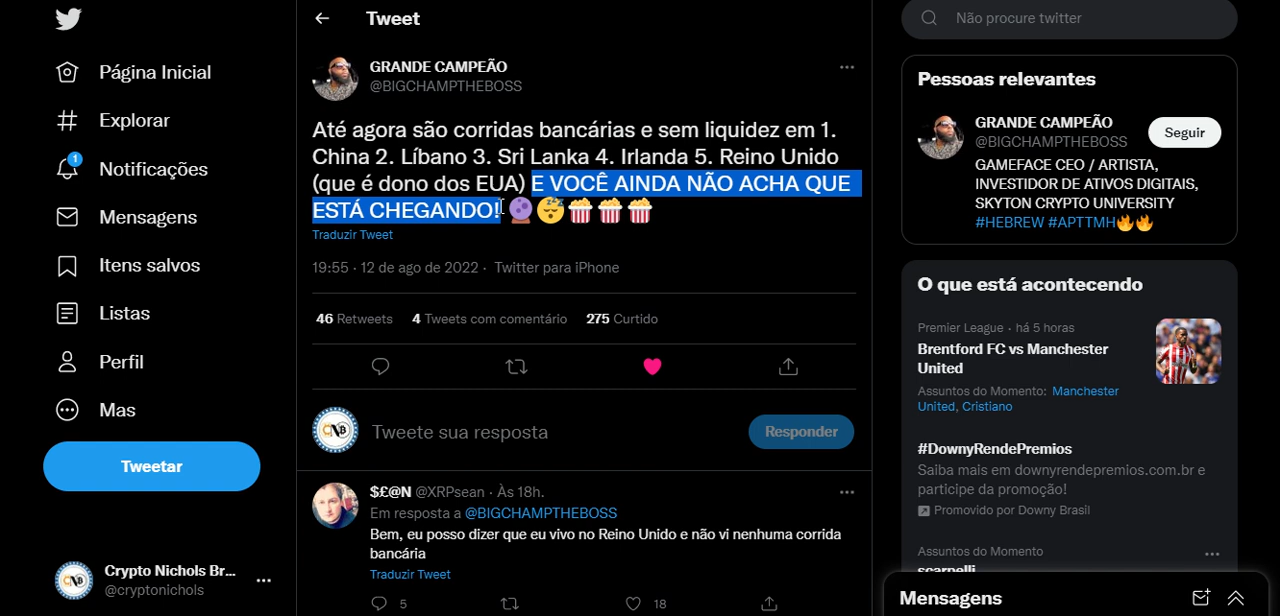 Tweet
Não procure twitter
Página Inicial
Explorar
1
Notificações
Mensagens
Itens salvos
Listas
Perfil
Mas
Tweetar
Crypto Nichols Br...
@cryptonichols
GRANDE CAMPEÃO
@BIGCHAMPTHEBOSS
Até agora são corridas bancárias e sem liquidez em 1.
China 2. Líbano 3. Sri Lanka 4. Irlanda 5. Reino Unido
(que é dono dos EUA) E VOCÊ AINDA NÃO ACHA QUE
ESTÁ CHEGANDO! 🔮😴🍿🍿🍿
Traduzir Tweet
19:55 · 12 de ago de 2022 · Twitter para iPhone
46 Retweets 4 Tweets com comentário 275 Curtido
CNB
Tweete sua resposta
Responder
$£@N @XRPsean · Às 18h.
Em resposta a @BIGCHAMPTHEBOSS
Bem, eu posso dizer que eu vivo no Reino Unido e não vi nenhuma corrida
bancária
Traduzir Tweet
5 18
Pessoas relevantes
GRANDE CAMPEÃO
@BIGCHAMPTHEBOSS
Seguir
GAMEFACE CEO / ARTISTA,
INVESTIDOR DE ATIVOS DIGITAIS,
SKYTON CRYPTO UNIVERSITY
#HEBREW #APTTMH🔥🔥
O que está acontecendo
Premier League · há 5 horas
Brentford FC vs Manchester
United
Assuntos do Momento: Manchester
United, Cristiano
#DownyRendePremios
Saiba mais em downyrendepremios.com.br e
participe da promoção!
Promovido por Downy Brasil
Assuntos do Momento
scarpelli
Mensagens